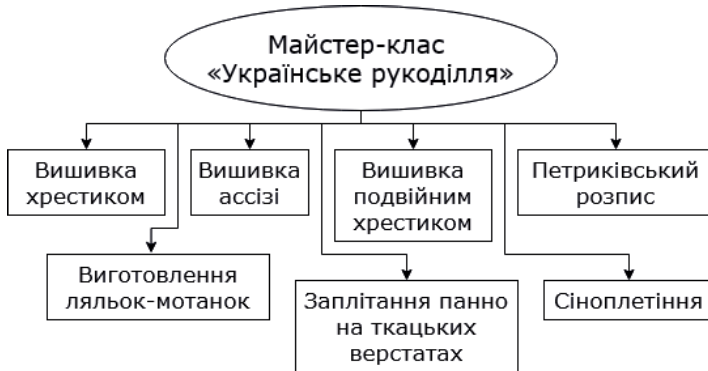 Майстер-клас
«Українське рукоділля»
Вишивка
хрестиком
Вишивка
ассізі
Вишивка
подвійним
хрестиком
Петриківський
розпис
Виготовлення
ляльок-мотанок
Заплітання панно
на ткацьких
верстатах
Сіноплетіння